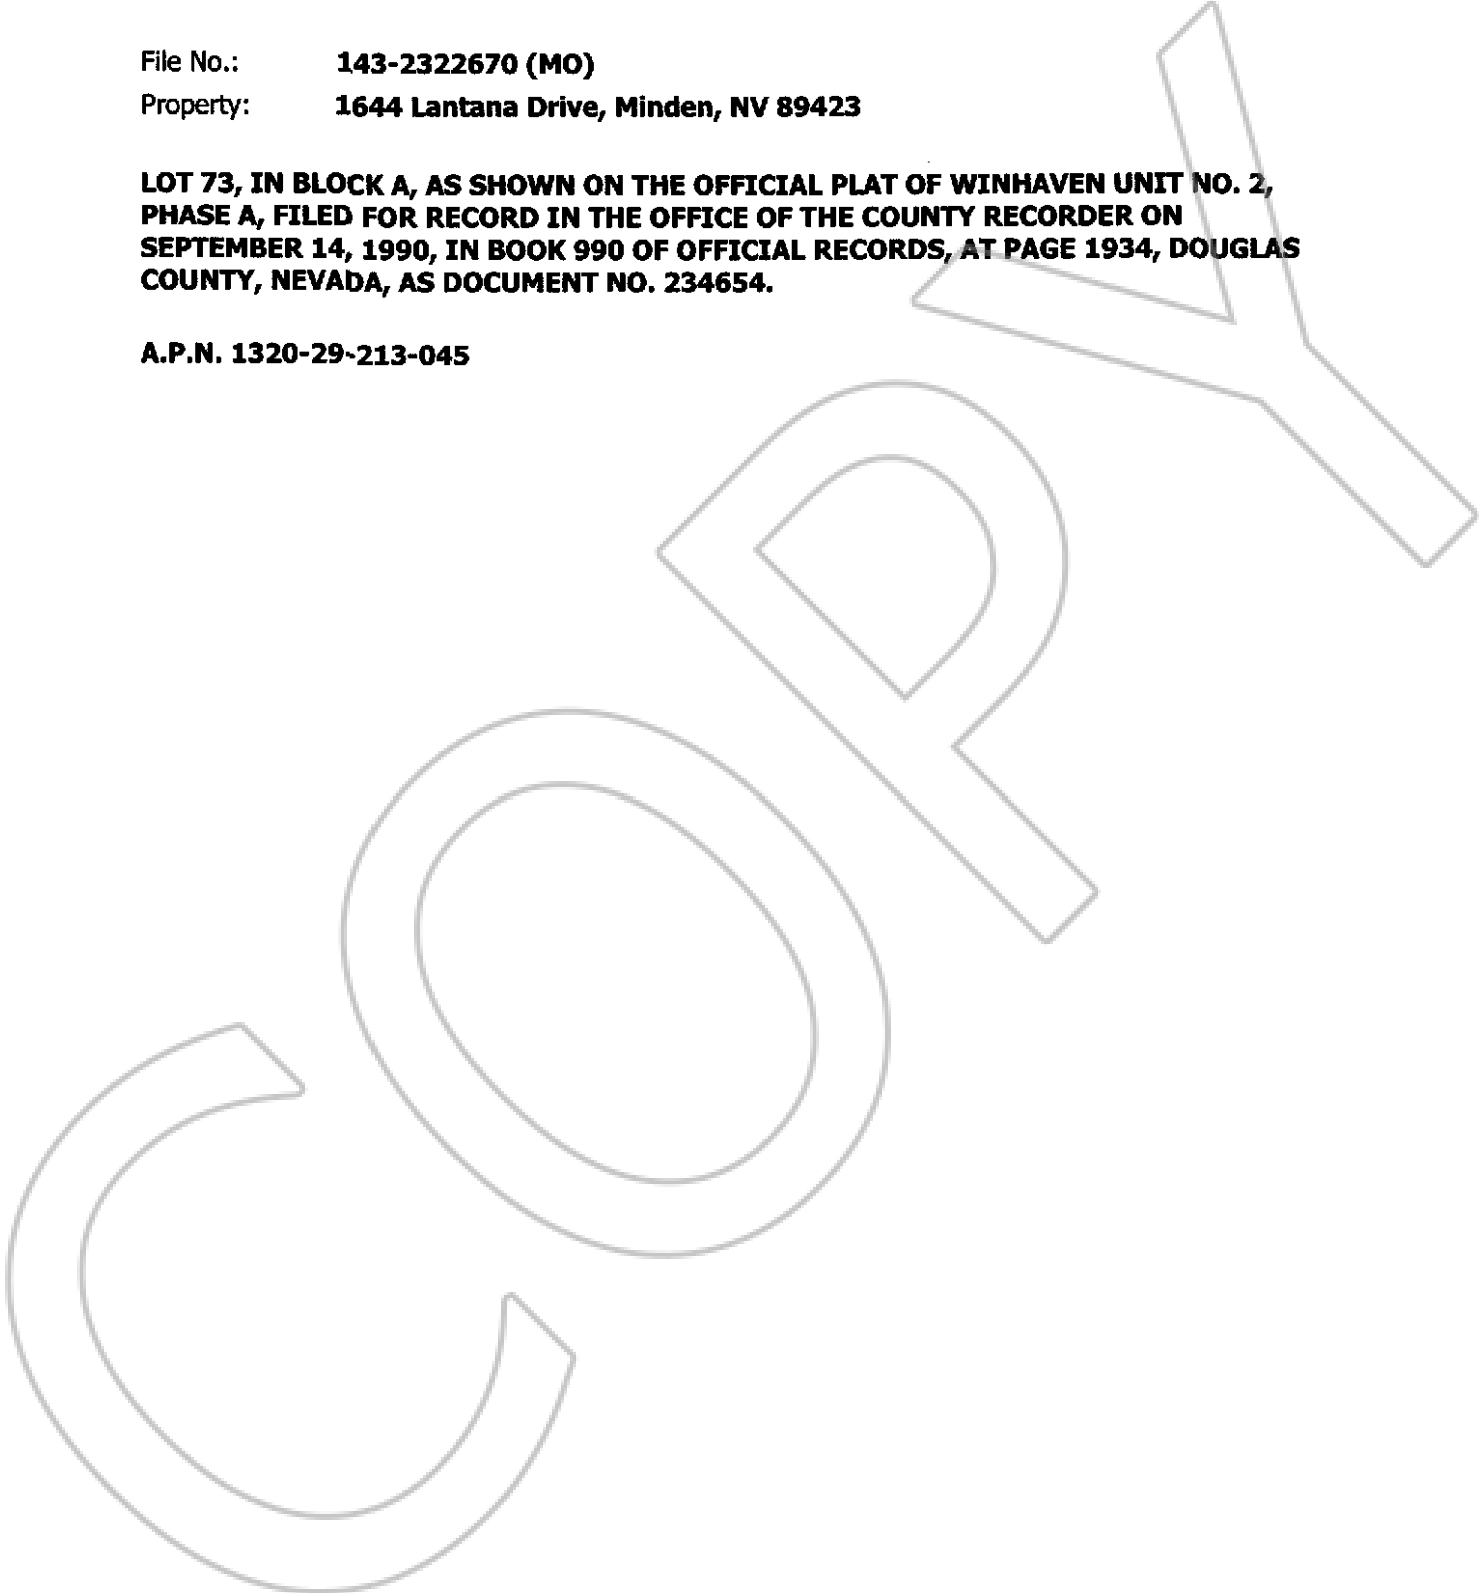 File No.: 143-2322670 (MO)
Property: 1644 Lantana Drive, Minden, NV 89423
LOT 73, IN BLOCK A, AS SHOWN ON THE OFFICIAL PLAT OF WINHAVEN UNIT NO. 2,
PHASE A, FILED FOR RECORD IN THE OFFICE OF THE COUNTY RECORDER ON
SEPTEMBER 14, 1990, IN BOOK 990 OF OFFICIAL RECORDS, AT PAGE 1934, DOUGLAS
COUNTY, NEVADA, AS DOCUMENT NO. 234654.
A.P.N. 1320-29-213-045
COPY